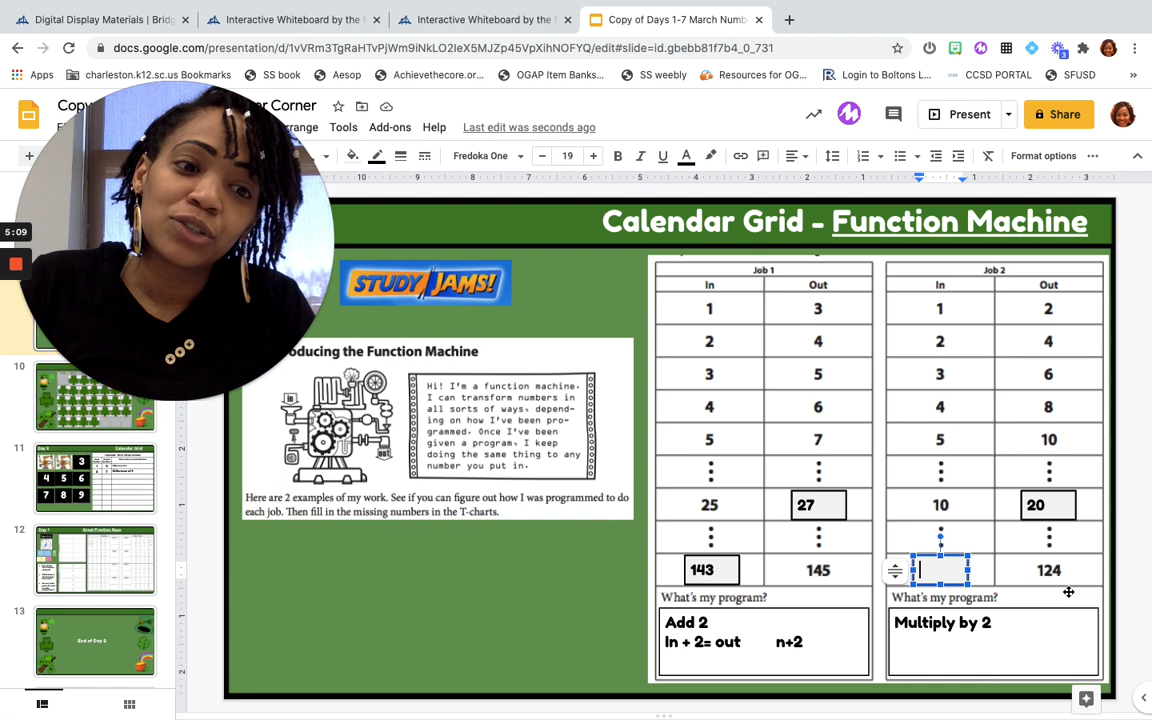 Digital Display Materials | Bridg
Interactive Whiteboard by the M
Interactive Whiteboard by the M
Copy of Days 1-7 March Numb
docs.google.com/presentation/d/1vVRm3TgRaHTvPjWm9iNkLO2IeX5MJZp45VpXihNOFYQ/edit#slide=id.gbebb81f7b4_0_731
Apps
charleston.k12.sc.us Bookmarks
SS book
Aesop
Achievethecore.or...
OGAP Item Banks...
SS weekly
Resources for OG...
Login to Boltons L...
CCSD PORTAL
SFUSD
er Corner
Tools
Add-ons
Help
Last edit was seconds ago
Present
Share
Fredoka One
19
Format options
5:09
Calendar Grid - Function Machine
STUDY JAMS!
oducing the Function Machine
in
out
Hi! I'm a function machine.
I can transform numbers in
all sorts of ways, depend-
ing on how I've been pro-
grammed. Once I've been
given a program, I keep
doing the same thing to any
number you put in.
Here are 2 examples of my work. See if you can figure out how I was programmed to do
each job. Then fill in the missing numbers in the T-charts.
Job 1
In Out
1 3
2 4
3 5
4 6
5 7
25 27
143 145
What's my program?
Add 2
In + 2= out n+2
Job 2
In Out
1 2
2 4
3 6
4 8
5 10
10 20
124
What's my program?
Multiply by 2
10
11
Calendar Grid
3
4 5 6
7 8 9
12
13